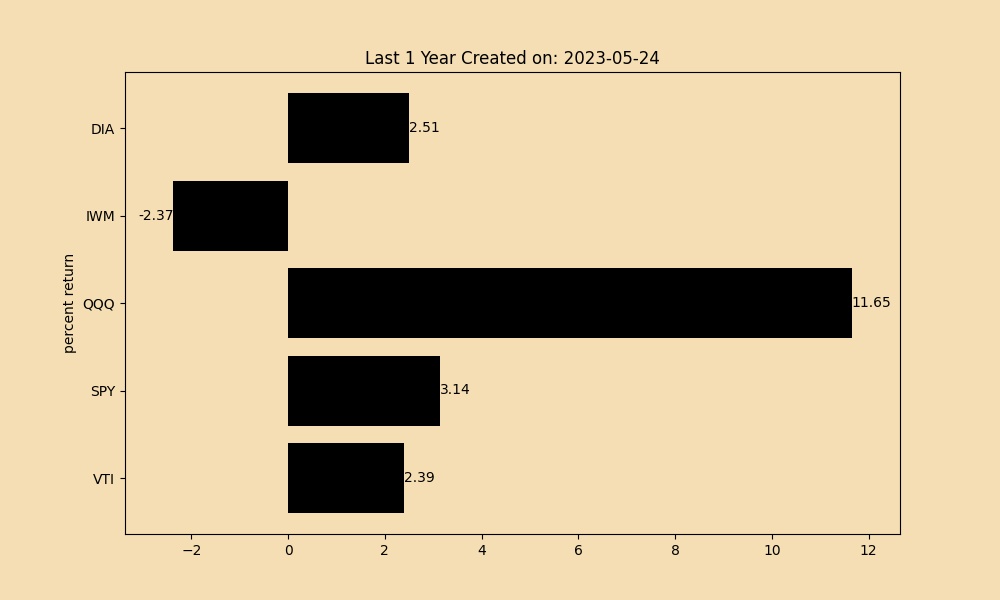 Last 1 Year Created on: 2023-05-24
percent return
DIA
2.51
IWM
-2.37
QQQ
11.65
SPY
3.14
VTI
2.39
−2 0 2 4 6 8 10 12